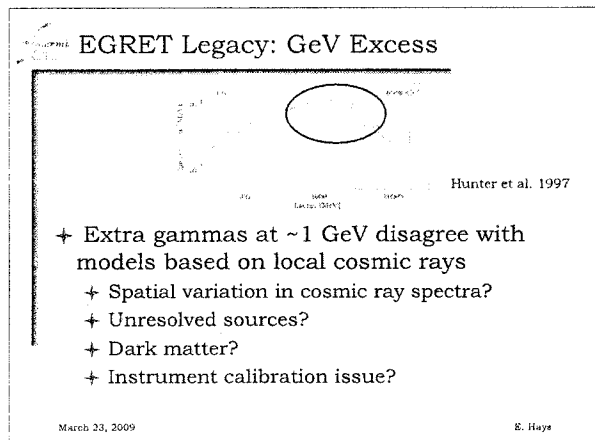 EGRET Legacy: GeV Excess
Hunter et al. 1997
Extra gammas at ~1 GeV disagree with
models based on local cosmic rays
Spatial variation in cosmic ray spectra?
Unresolved sources?
Dark matter?
Instrument calibration issue?
March 23, 2009
E. Hays